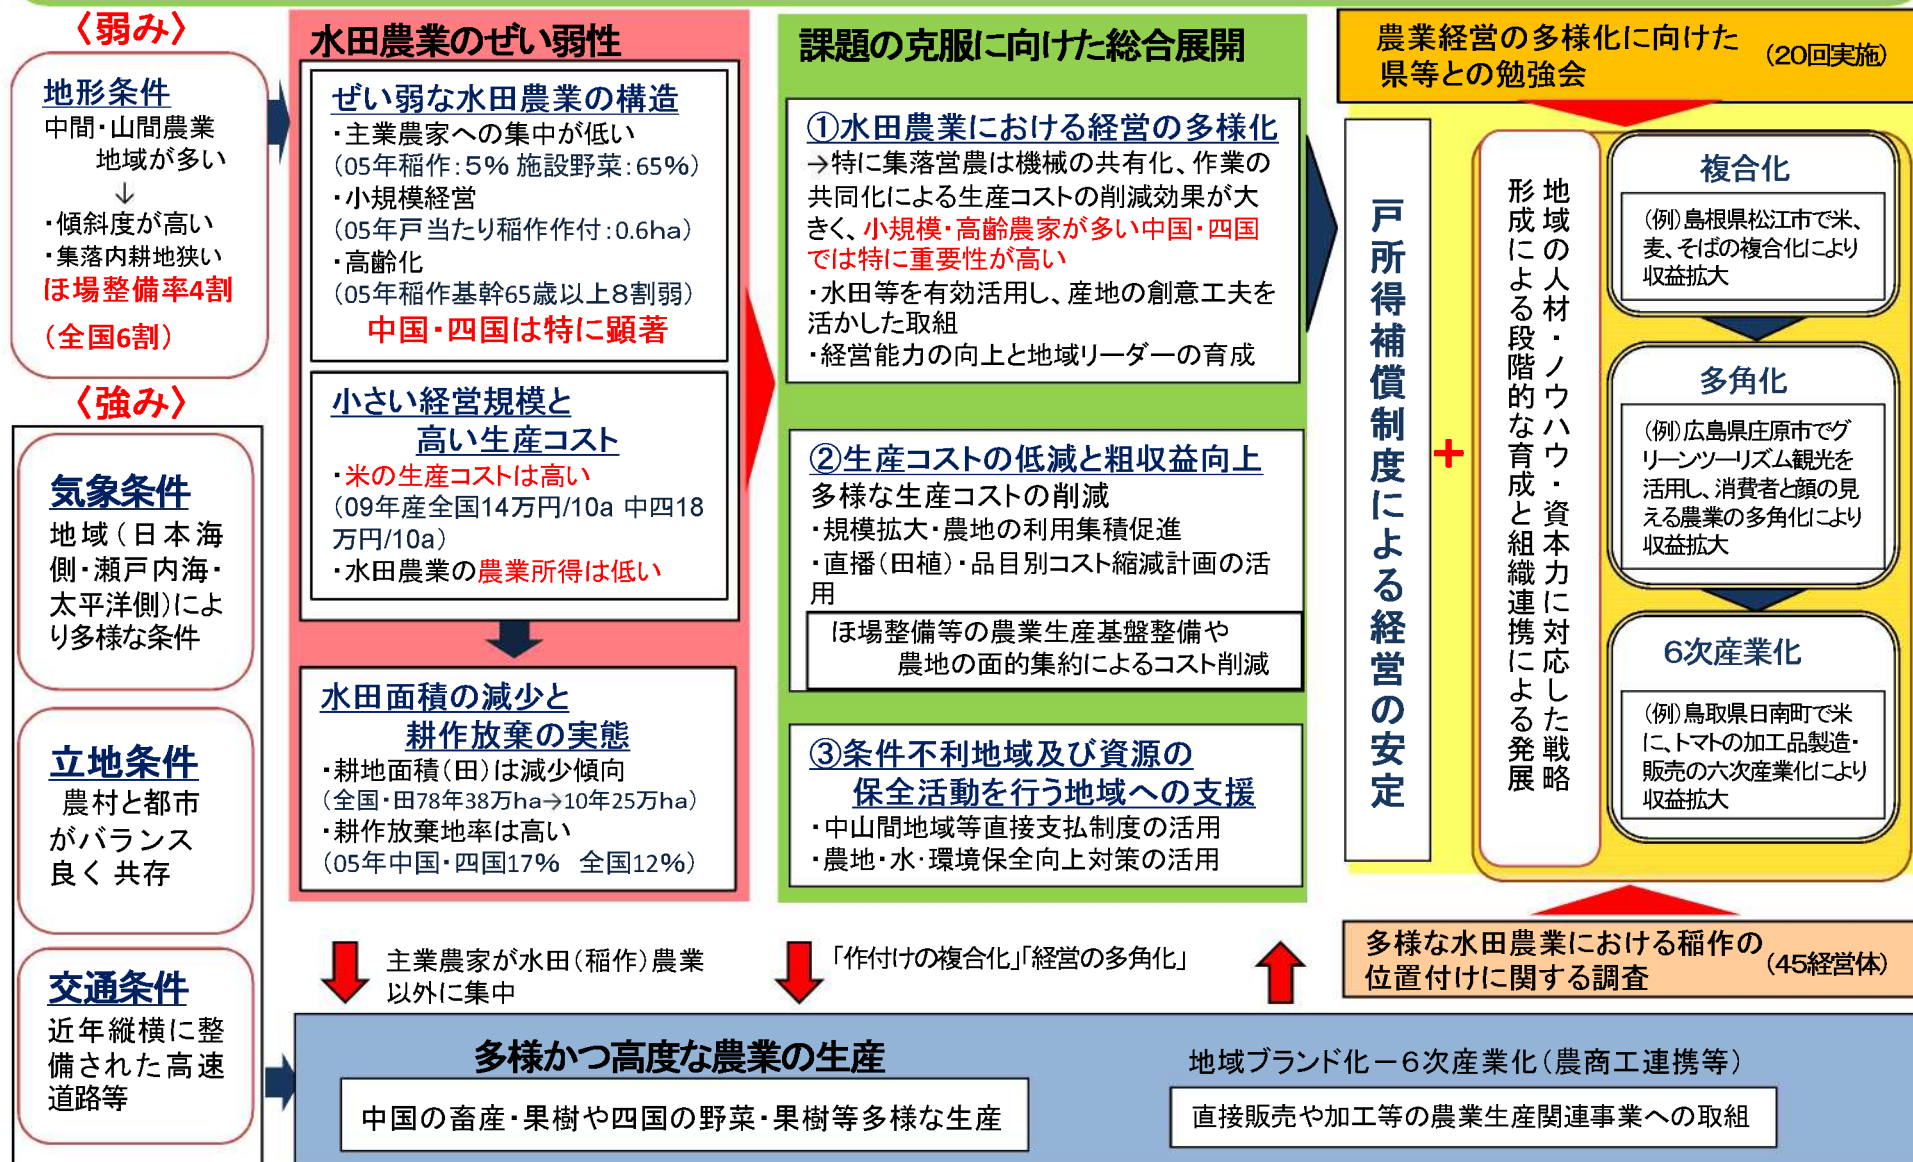 〈弱み〉
地形条件
中間・山間農業
地域が多い
↓
・傾斜度が高い
・集落内耕地狭い
ほ場整備率4割
（全国6割）
〈強み〉
気象条件
地域（日本海
側・瀬戸内海・
太平洋側）によ
り多様な条件
立地条件
農村と都市
がバランス
良く 共存
交通条件
近年縦横に整
備された高速
道路等
水田農業のぜい弱性
ぜい弱な水田農業の構造
・主業農家への集中が低い
（05年稲作：５% 施設野菜：65%）
・小規模経営
（05年戸当たり稲作作付：0.6ha）
・高齢化
（05年稲作基幹65歳以上８割弱）
中国・四国は特に顕著
小さい経営規模と
高い生産コスト
・米の生産コストは高い
（09年産全国14万円/10a 中四18
万円/10a）
・水田農業の農業所得は低い
水田面積の減少と
耕作放棄の実態
・耕地面積（田）は減少傾向
（全国・田78年38万ha→10年25万ha）
・耕作放棄地率は高い
（05年中国・四国17% 全国12%）
課題の克服に向けた総合展開
①水田農業における経営の多様化
→特に集落営農は機械の共有化、作業の
共同化による生産コストの削減効果が大
きく、小規模・高齢農家が多い中国・四国
では特に重要性が高い
・水田等を有効活用し、産地の創意工夫を
活かした取組
・経営能力の向上と地域リーダーの育成
②生産コストの低減と粗収益向上
多様な生産コストの削減
・規模拡大・農地の利用集積促進
・直播（田植）・品目別コスト縮減計画の活
用
ほ場整備等の農業生産基盤整備や
農地の面的集約によるコスト削減
③条件不利地域及び資源の
保全活動を行う地域への支援
・中山間地域等直接支払制度の活用
・農地・水・環境保全向上対策の活用
農業経営の多様化に向けた
県等との勉強会
（20回実施）
戸所得補償制度による経営の安定
＋
地域の人材・ノウハウ・資本力に対応した戦略
形成による段階的な育成と組織連携による発展
複合化
（例）島根県松江市で米、
麦、そばの複合化により
収益拡大
多角化
（例）広島県庄原市でグ
リーンツーリズム観光を
活用し、消費者と顔の見
える農業の多角化により
収益拡大
6次産業化
（例）鳥取県日南町で米
に、トマトの加工品製造・
販売の六次産業化により
収益拡大
多様な水田農業における稲作の
位置付けに関する調査
（45経営体）
主業農家が水田（稲作）農業
以外に集中
「作付けの複合化」「経営の多角化」
多様かつ高度な農業の生産
中国の畜産・果樹や四国の野菜・果樹等多様な生産
地域ブランド化－６次産業化（農商工連携等）
直接販売や加工等の農業生産関連事業への取組